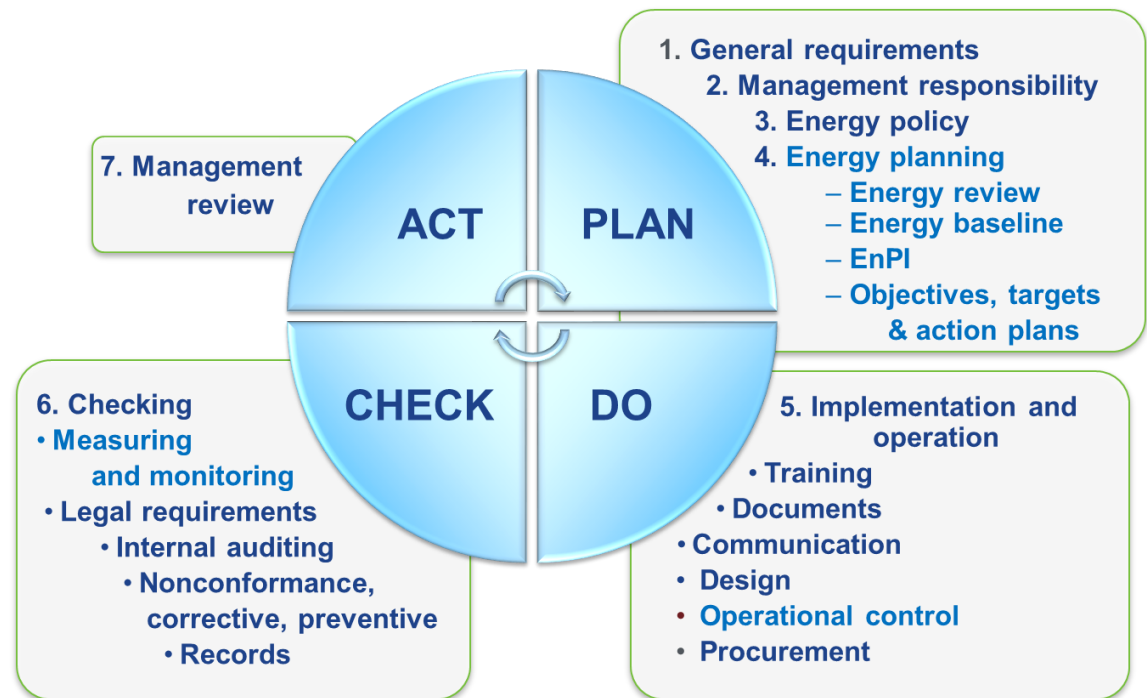 1. General requirements
2. Management responsibility
3. Energy policy
4. Energy planning
– Energy review
– Energy baseline
– EnPI
– Objectives, targets
& action plans
7. Management
review
ACT
PLAN
CHECK
DO
6. Checking
• Measuring
and monitoring
• Legal requirements
• Internal auditing
• Nonconformance,
corrective, preventive
• Records
5. Implementation and
operation
• Training
• Documents
• Communication
• Design
• Operational control
• Procurement